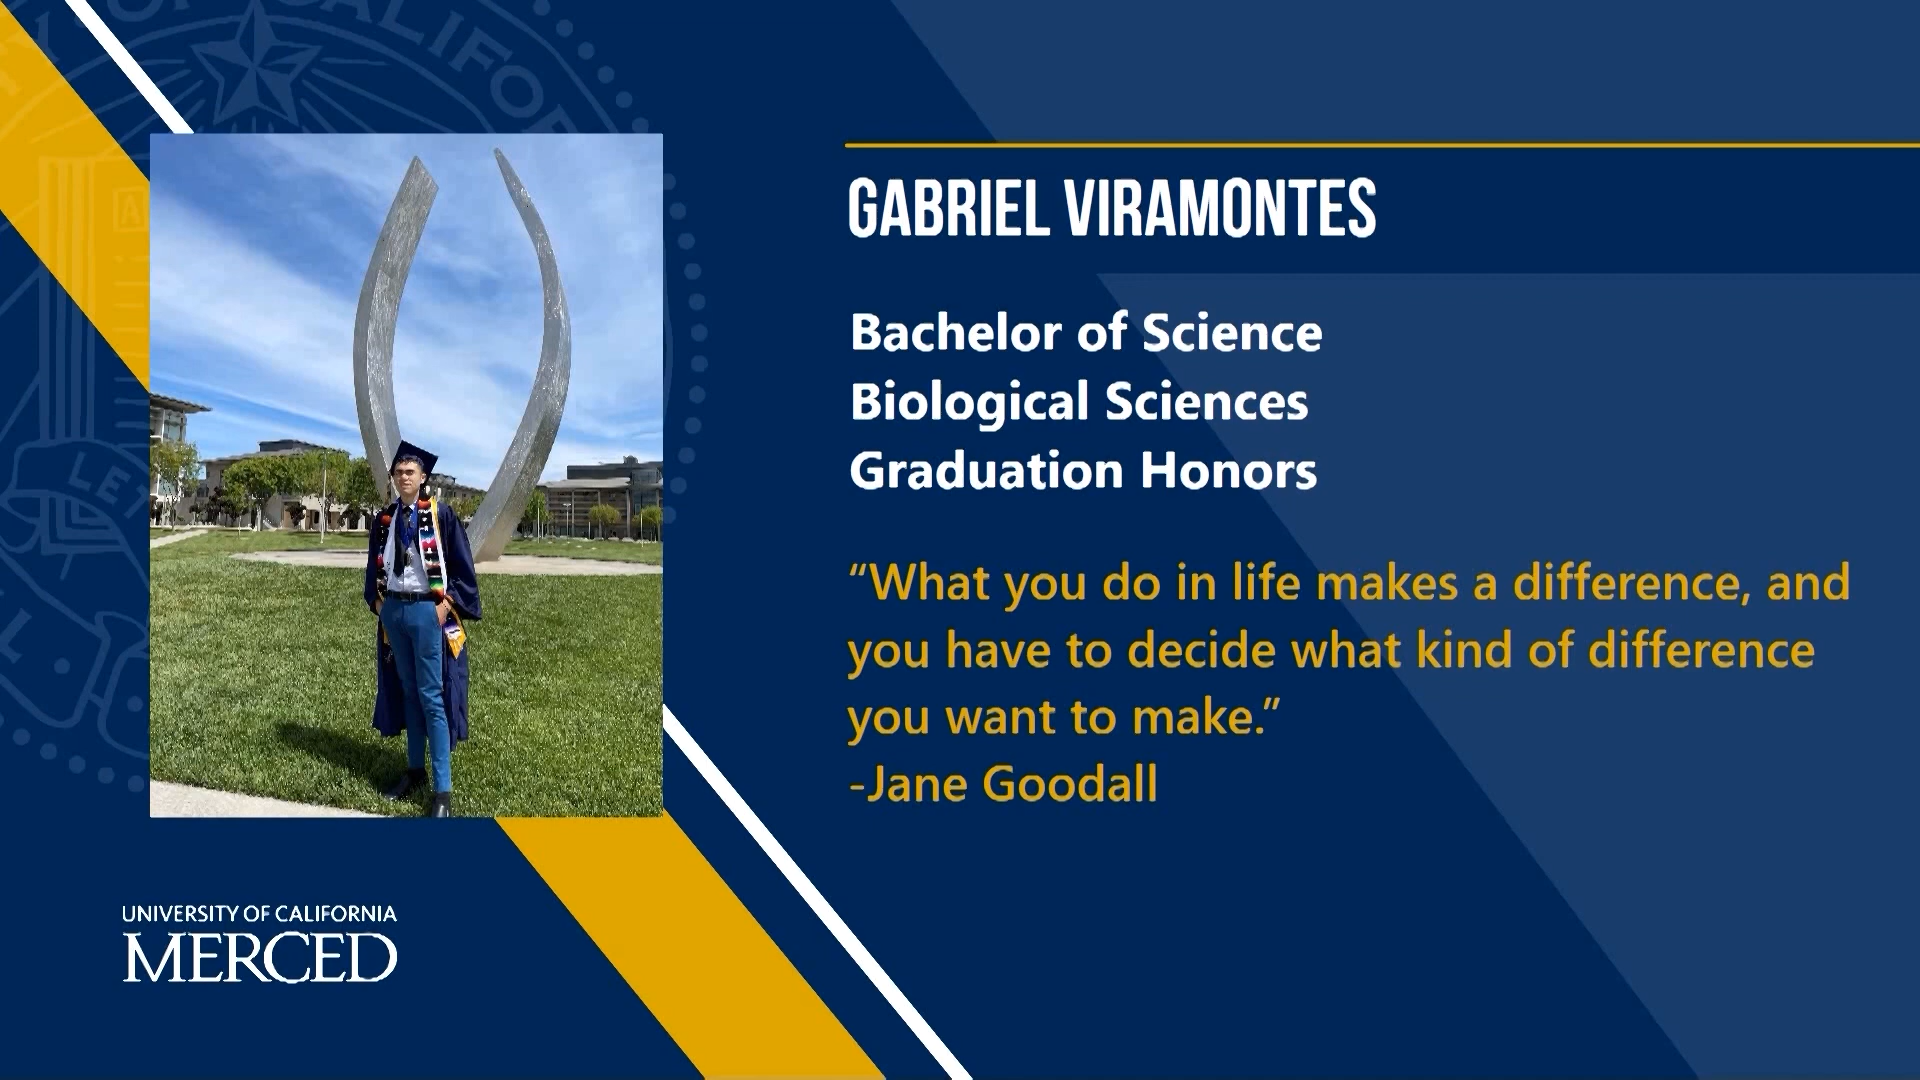 GABRIEL VIRAMONTES
Bachelor of Science
Biological Sciences
Graduation Honors
“What you do in life makes a difference, and
you have to decide what kind of difference
you want to make.”
-Jane Goodall
UNIVERSITY OF CALIFORNIA
MERCED